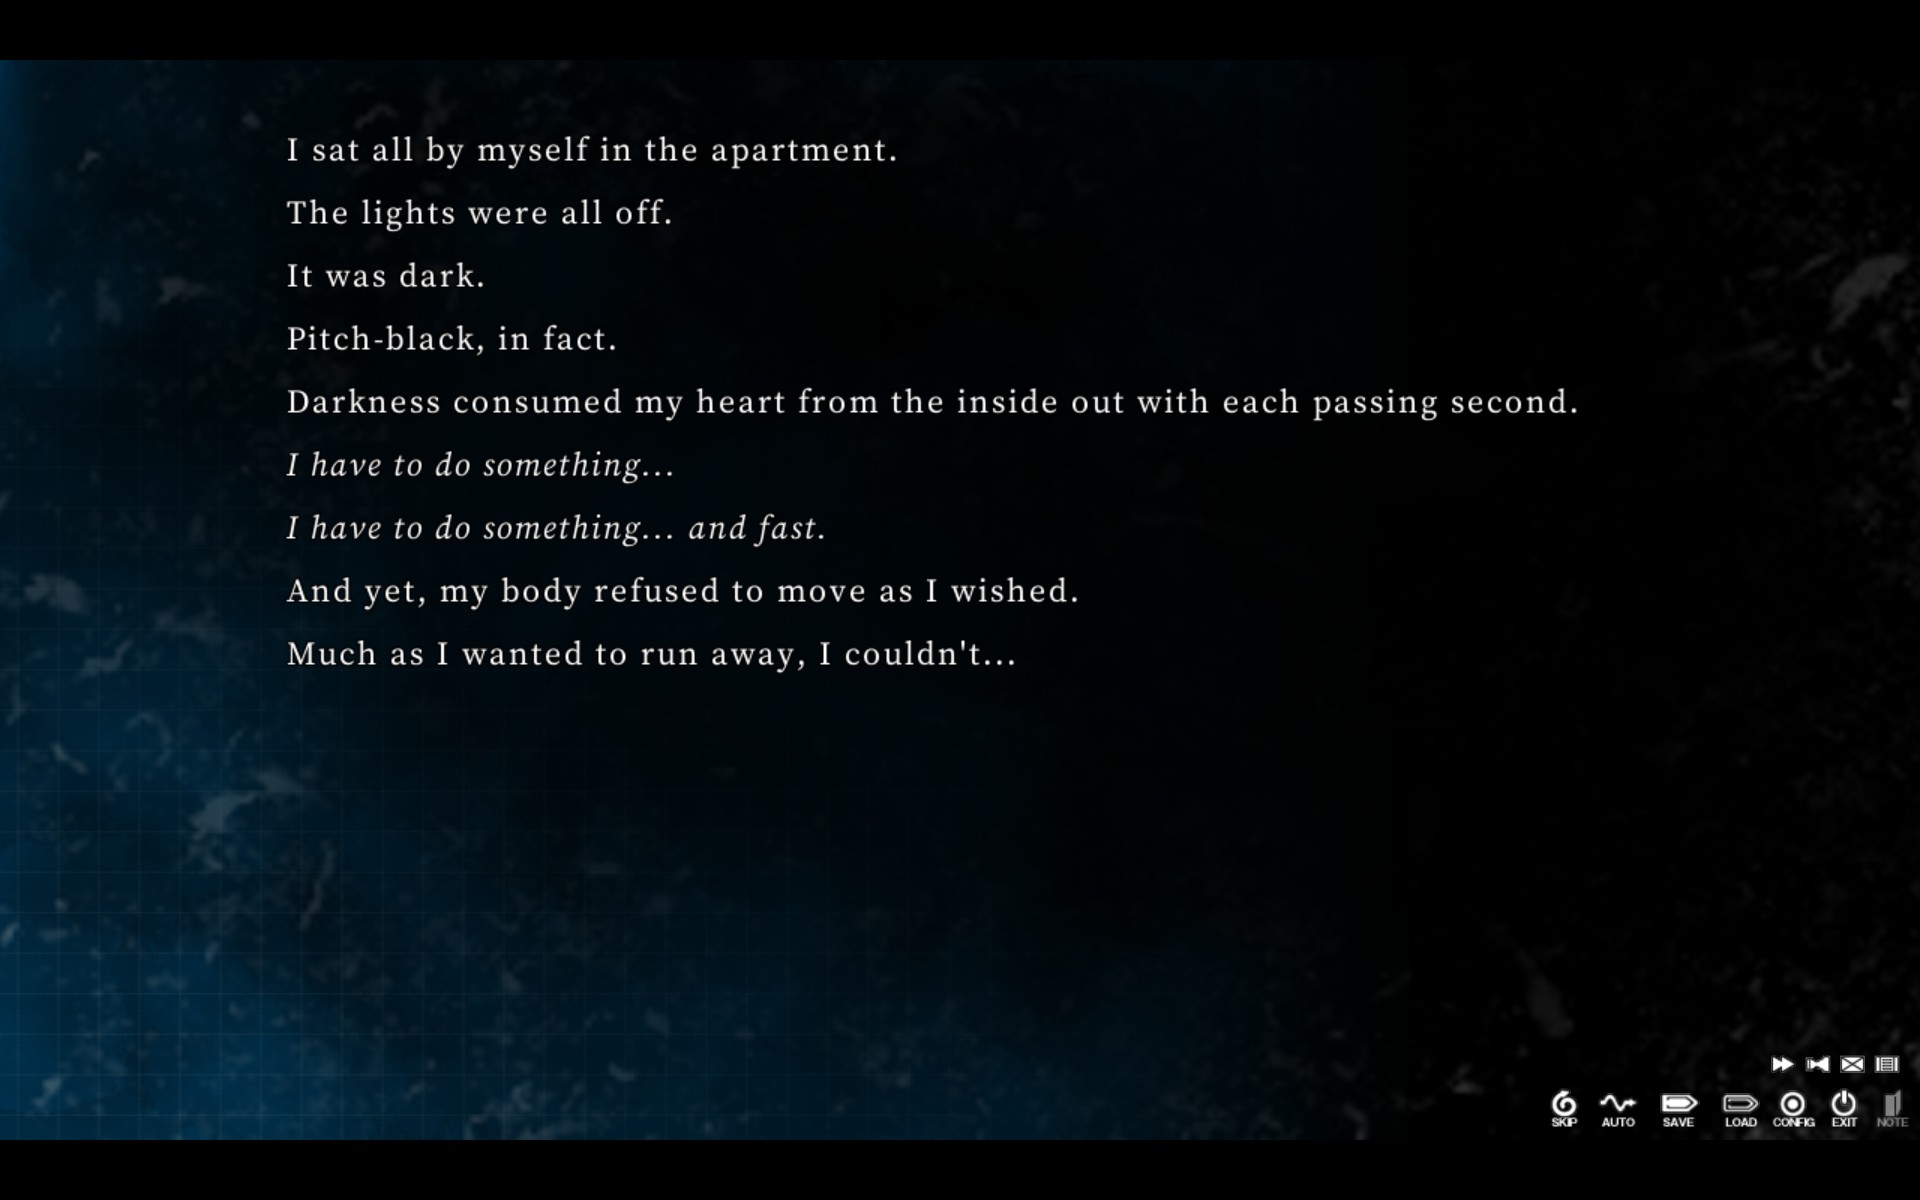 I sat all by myself in the apartment.
The lights were all off.
It was dark.
Pitch-black, in fact.
Darkness consumed my heart from the inside out with each passing second.
I have to do something...
I have to do something... and fast.
And yet, my body refused to move as I wished.
Much as I wanted to run away, I couldn't...
SKIP AUTO SAVE LOAD CONFIG EXIT NOTE